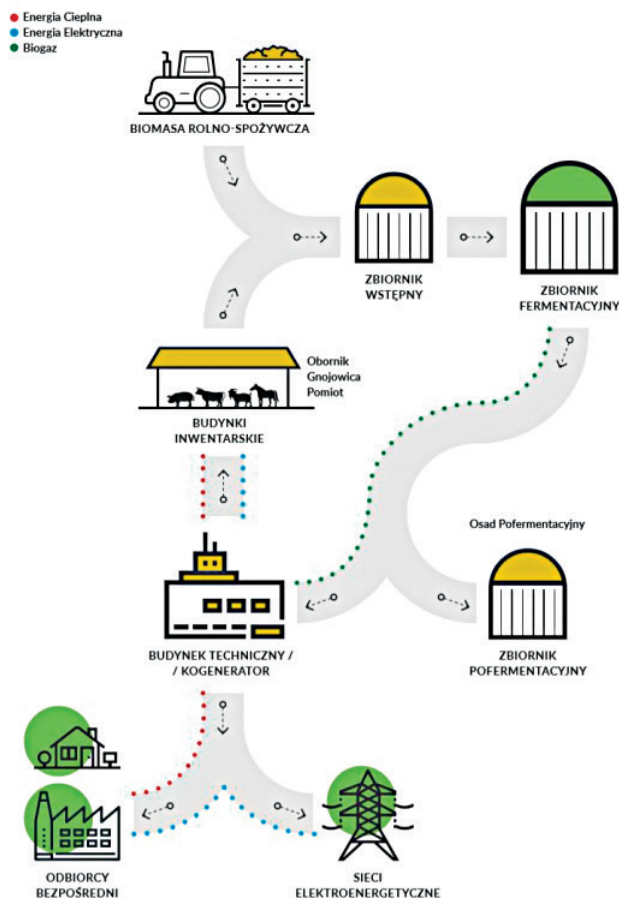 Energia Cieplna
Energia Elektryczna
Biogaz
BIOMASA ROLNO-SPOŻYWCZA
ZBIORNIK
WSTĘPNY
ZBIORNIK
FERMENTACYJNY
Obornik
Gnojowica
Pomiot
BUDYNKI
INWENTARSKIE
Osad Pofermentacyjny
BUDYNEK TECHNICZNY /
/ KOGENERATOR
ZBIORNIK
POFERMENTACYJNY
ODBIORCY
BEZPOŚREDNI
SIECI
ELEKTROENERGETYCZNE